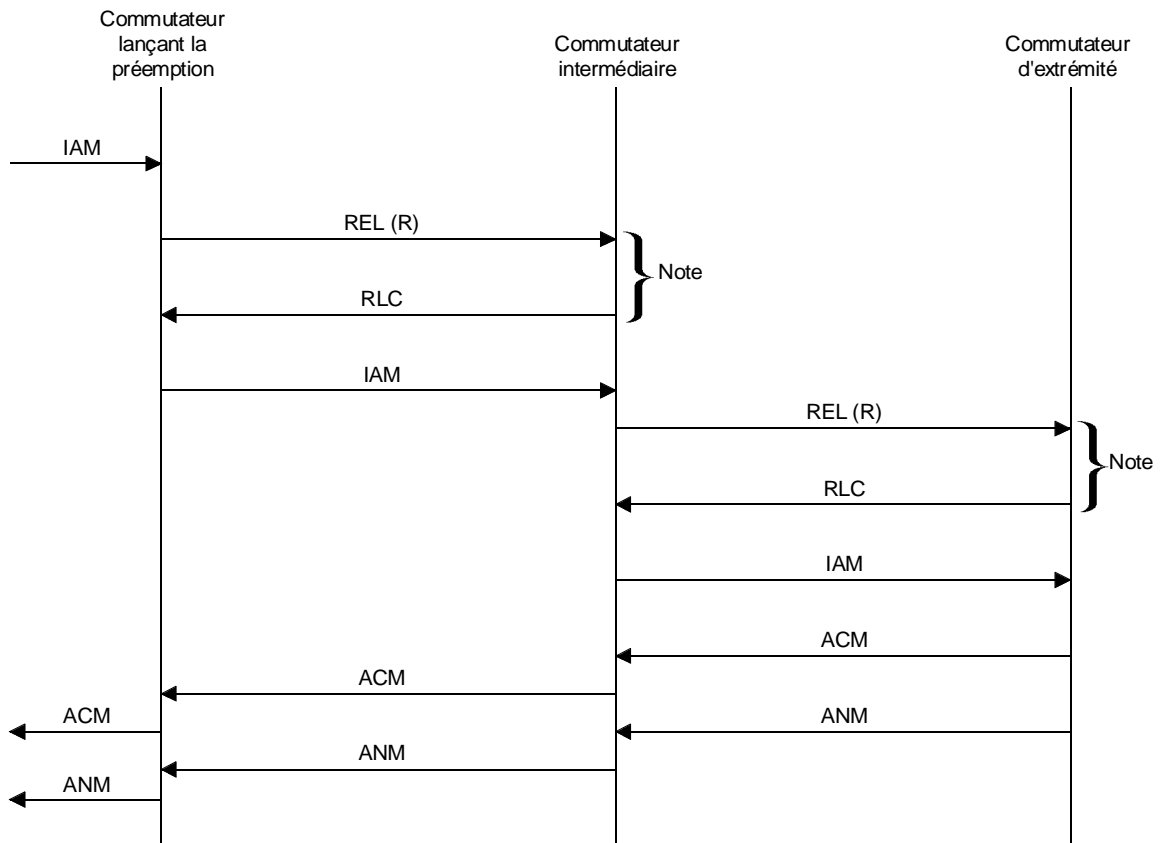 Commutateur
lançant la
préemption
Commutateur
intermédiaire
Commutateur
d'extrémité
IAM
REL (R)
Note
RLC
IAM
REL (R)
Note
RLC
IAM
ACM
ACM
ACM
ANM
ANM
ANM